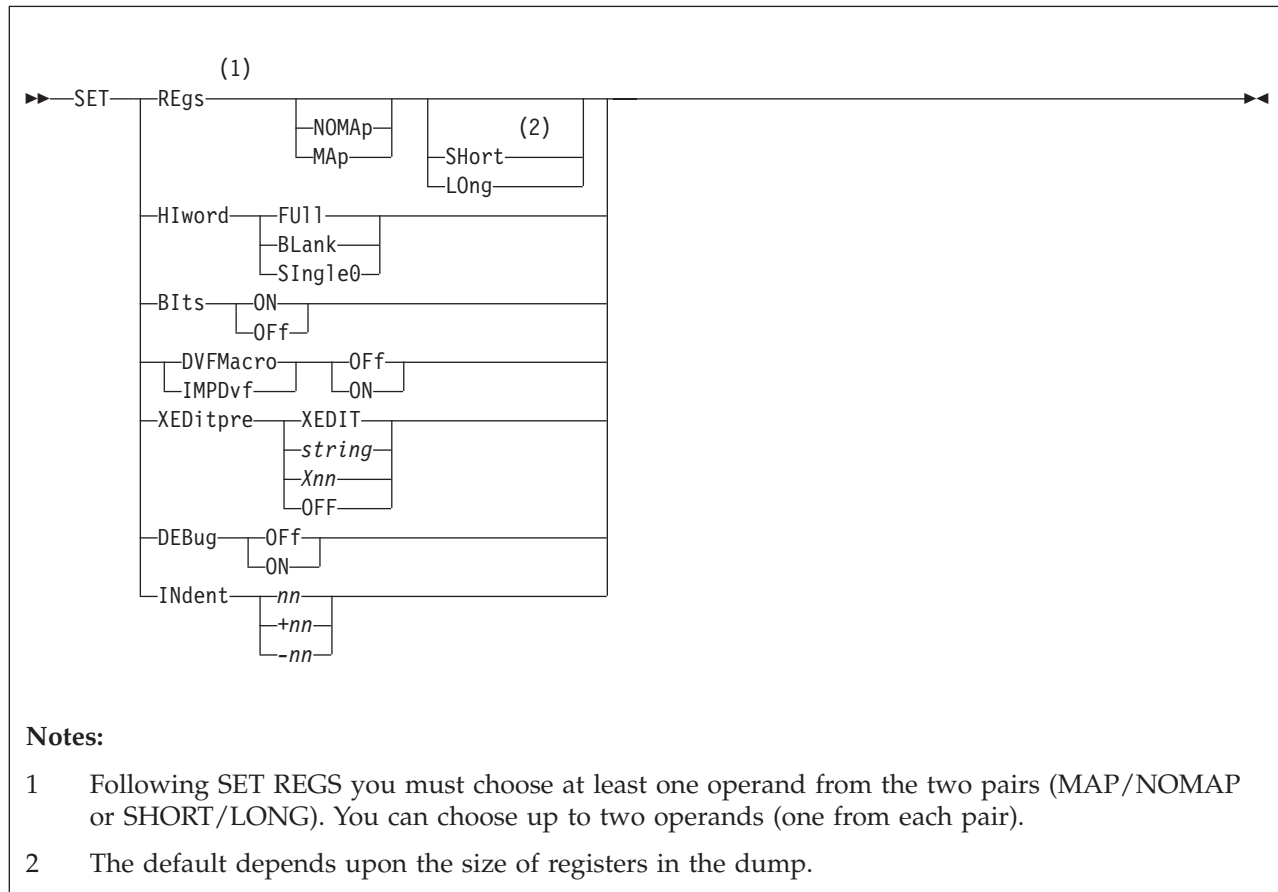 (1)
SET REgs
NOMAp (2)
MAp SHort
LOng
HIword FUll
BLank
SIngle0
BIts ON
OFf
DVFMacro OFf
IMPDvf ON
XEDitpre XEDIT
string
Xnn
OFF
DEBug OFf
ON
INdent nn
+nn
-nn
Notes:
1 Following SET REGS you must choose at least one operand from the two pairs (MAP/NOMAP
or SHORT/LONG). You can choose up to two operands (one from each pair).
2 The default depends upon the size of registers in the dump.